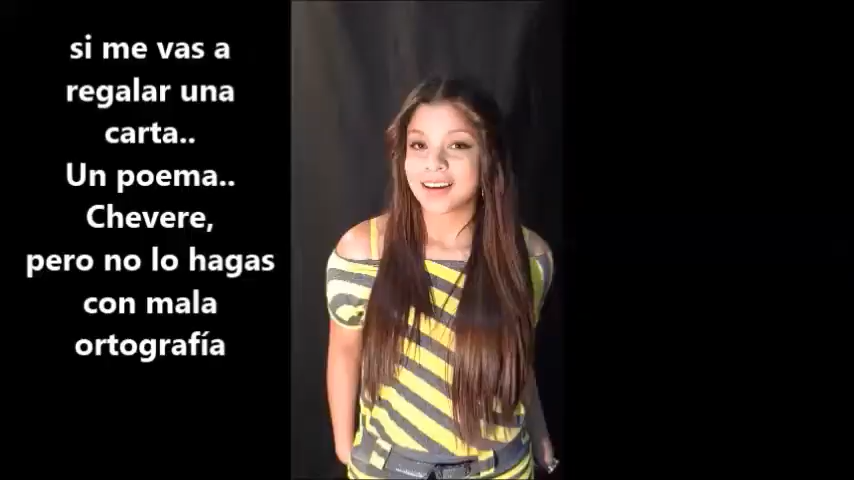 si me vas a
regalar una
carta..
Un poema..
Chevere,
pero no lo hagas
con mala
ortografía